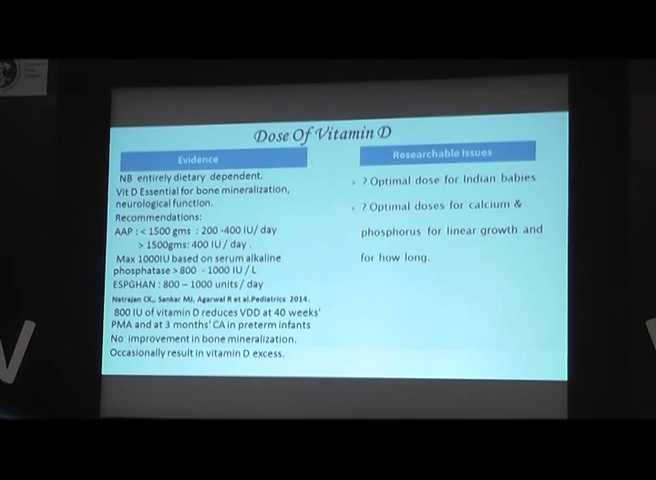 Dose Of Vitamin D
Evidence
NB entirely dietary dependent.
Vit D Essential for bone mineralization,
neurological function.
Recommendations:
AAP : < 1500 gms : 200 -400 IU/ day
> 1500gms: 400 IU / day .
Max 1000IU based on serum alkaline
phosphatase > 800 - 1000 IU / L
ESPGHAN : 800 – 1000 units / day
Natrajan CK., Sankar MJ, Agarwal R et al.Pediatrics 2014.
800 IU of vitamin D reduces VDD at 40 weeks'
PMA and at 3 months' CA in preterm infants
No improvement in bone mineralization.
Occasionally result in vitamin D excess.
Researchable Issues
? Optimal dose for Indian babies
? Optimal doses for calcium &
phosphorus for linear growth and
for how long.